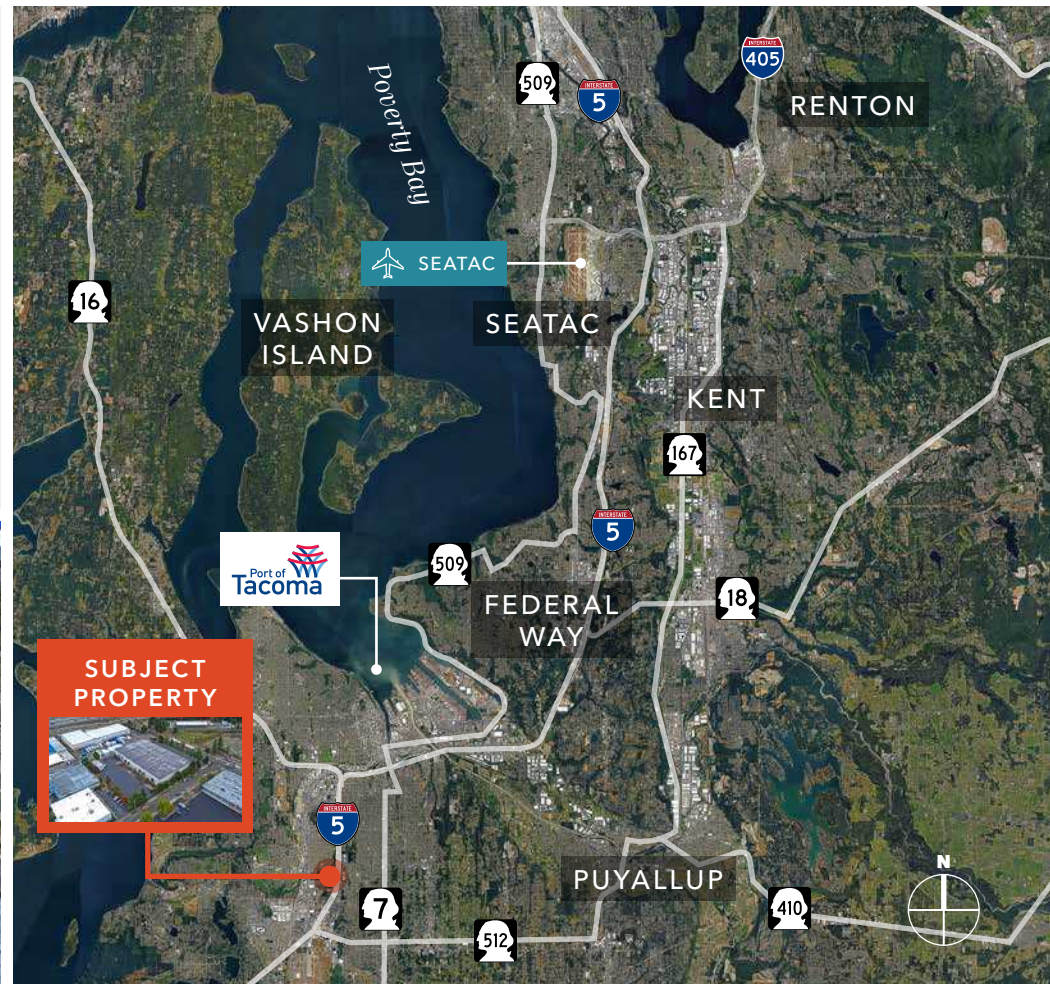 INTERSTATE
405
509
INTERSTATE
5
RENTON
Poverty Bay
SEATAC
16
VASHON
ISLAND
SEATAC
KENT
167
INTERSTATE
5
Port of
Tacoma
509
FEDERAL
WAY
18
SUBJECT
PROPERTY
INTERSTATE
5
PUYALLUP
N
7
410
512